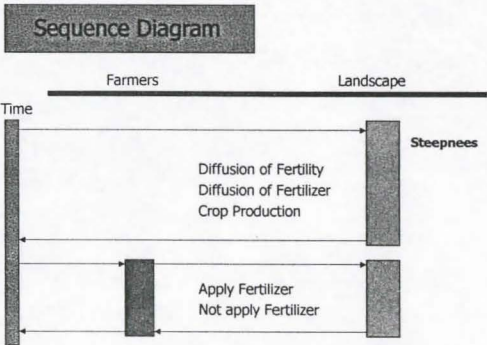 Sequence Diagram
Farmers
Landscape
Time
Steepnees
Diffusion of Fertility
Diffusion of Fertilizer
Crop Production
Apply Fertilizer
Not apply Fertilizer